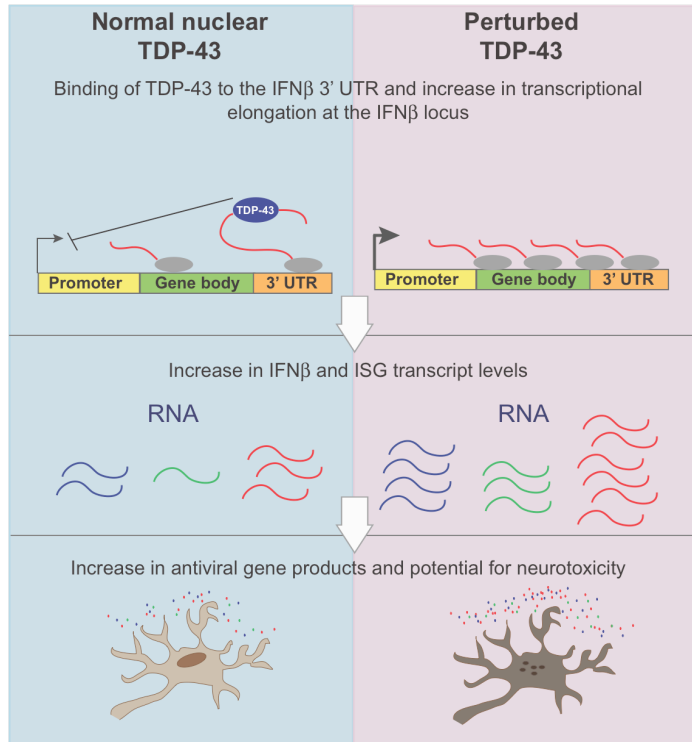 Normal nuclear
TDP-43
Perturbed
TDP-43
Binding of TDP-43 to the IFNβ 3’ UTR and increase in transcriptional
elongation at the IFNβ locus
TDP-43
Promoter Gene body 3’ UTR
Promoter Gene body 3’ UTR
Increase in IFNβ and ISG transcript levels
RNA
RNA
Increase in antiviral gene products and potential for neurotoxicity